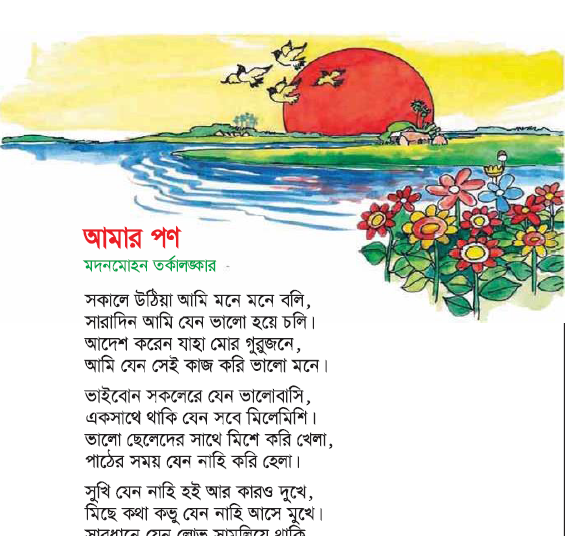 আমার পণ
মদনমোহন তর্কালঙ্কার -
সকালে উঠিয়া আমি মনে মনে বলি,
সারাদিন আমি যেন ভালো হয়ে চলি।
আদেশ করেন যাহা মোর গুরুজনে,
আমি যেন সেই কাজ করি ভালো মনে।
ভাইবোন সকলেরে যেন ভালোবাসি,
একসাথে থাকি যেন সবে মিলেমিশি।
ভালো ছেলেদের সাথে মিশে করি খেলা,
পাঠের সময় যেন নাহি করি হেলা।
সুখি যেন নাহি হই আর কারও দুখে,
মিছে কথা কভু যেন নাহি আসে মুখে।
সাবধানে যেন লোভ সামলিয়ে থাকি